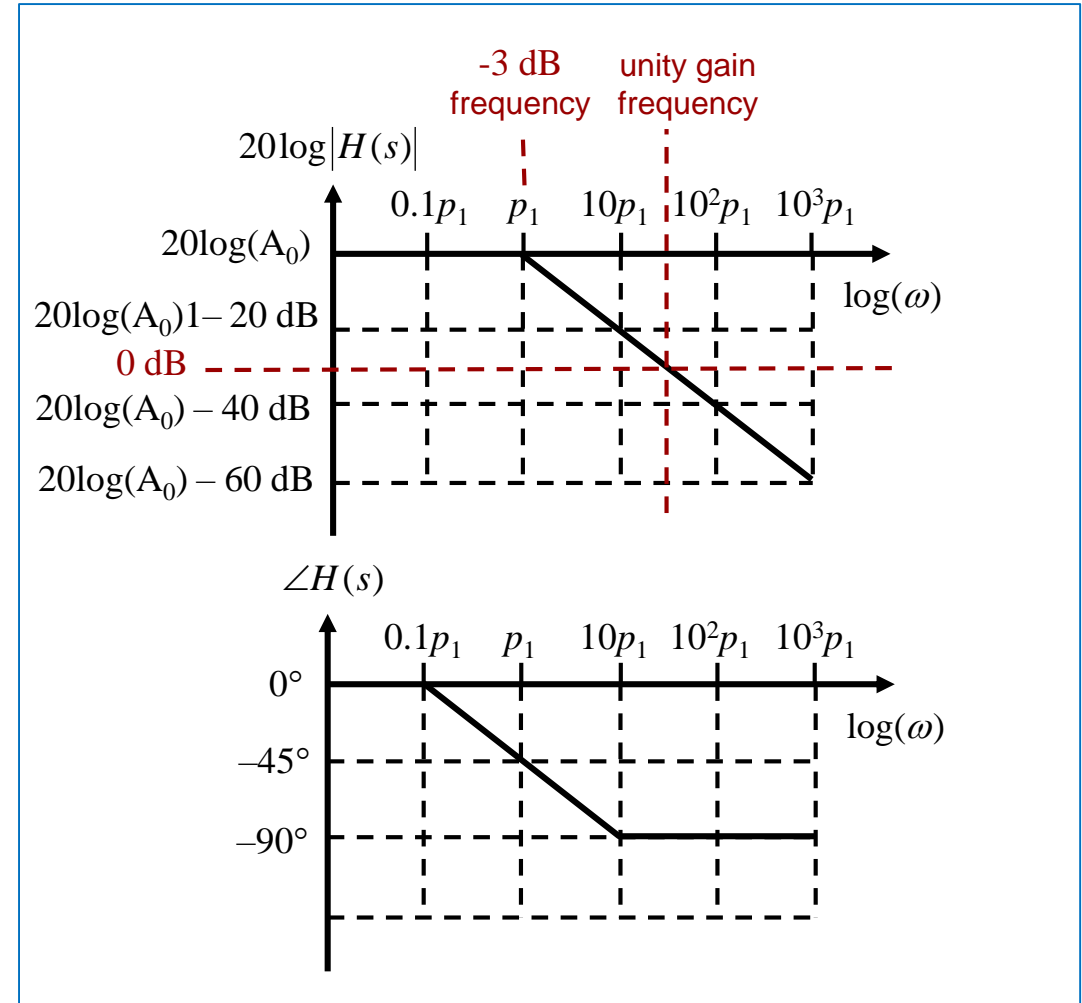 -3 dB unity gain
frequency frequency
20log|H(s)|
0.1p₁ p₁ 10p₁ 10²p₁ 10³p₁
20log(A₀)
log(ω)
20log(A₀)1– 20 dB
0 dB
20log(A₀) – 40 dB
20log(A₀) – 60 dB
∠H(s)
0.1p₁ p₁ 10p₁ 10²p₁ 10³p₁
0°
log(ω)
–45°
–90°